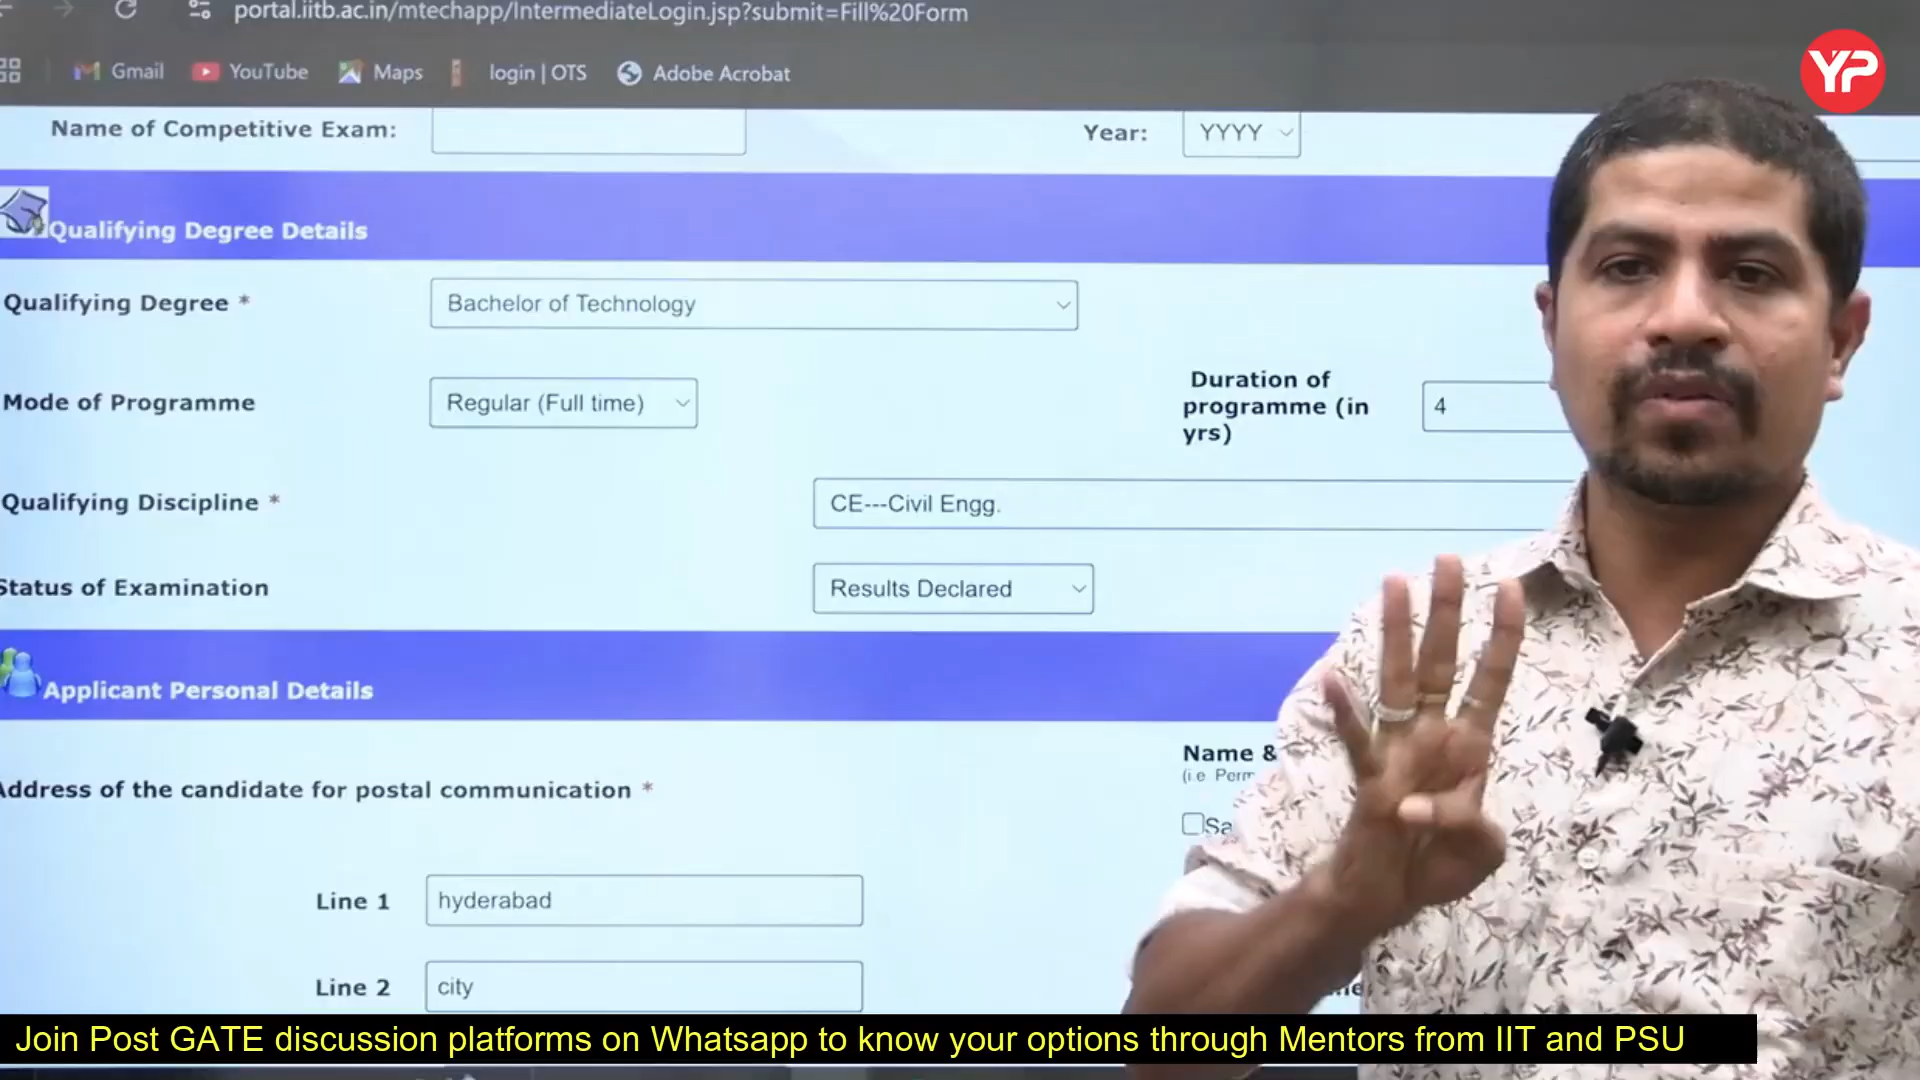 portal.iitb.ac.in/mtechapp/IntermediateLogin.jsp?submit=Fill%20Form
YP
Gmail YouTube Maps login | OTS Adobe Acrobat
Name of Competitive Exam: Year: YYYY
Qualifying Degree Details
Qualifying Degree * Bachelor of Technology
Mode of Programme Regular (Full time) Duration of programme (in yrs) 4
Qualifying Discipline * CE---Civil Engg.
Status of Examination Results Declared
Applicant Personal Details
Name &
(i.e Perm
Address of the candidate for postal communication *
Sa
Line 1 hyderabad
Line 2 city
Join Post GATE discussion platforms on Whatsapp to know your options through Mentors from IIT and PSU